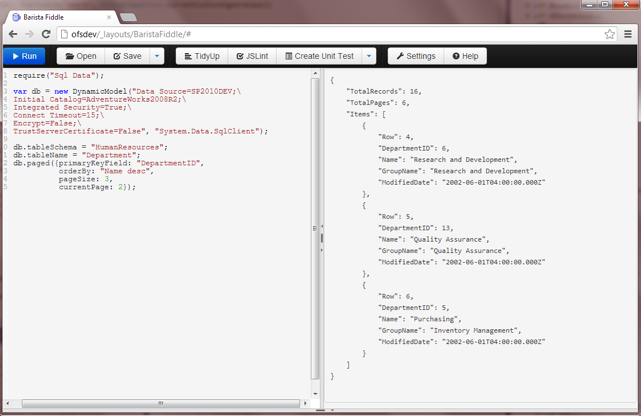 Barista Fiddle
ofsdev/_layouts/BaristaFiddle/#
Run Open Save TidyUp JSLint Create Unit Test Settings Help
1 require("Sql Data");
2
3 var db = new DynamicModel("Data Source=SP2010DEV;\
4 Initial Catalog=AdventureWorks2008R2;\
5 Integrated Security=True;\
6 Connect Timeout=15;\
7 Encrypt=False;\
8 TrustServerCertificate=False", "System.Data.SqlClient");
9
0 db.tableSchema = "HumanResources";
1 db.tableName = "Department";
2 db.paged({primaryKeyField: "DepartmentID",
3 orderBy: "Name desc",
4 pageSize: 3,
5 currentPage: 2});
{
"TotalRecords": 16,
"TotalPages": 6,
"Items": [
{
"Row": 4,
"DepartmentID": 6,
"Name": "Research and Development",
"GroupName": "Research and Development",
"ModifiedDate": "2002-06-01T04:00:00.000Z"
},
{
"Row": 5,
"DepartmentID": 13,
"Name": "Quality Assurance",
"GroupName": "Quality Assurance",
"ModifiedDate": "2002-06-01T04:00:00.000Z"
},
{
"Row": 6,
"DepartmentID": 5,
"Name": "Purchasing",
"GroupName": "Inventory Management",
"ModifiedDate": "2002-06-01T04:00:00.000Z"
}
]
}